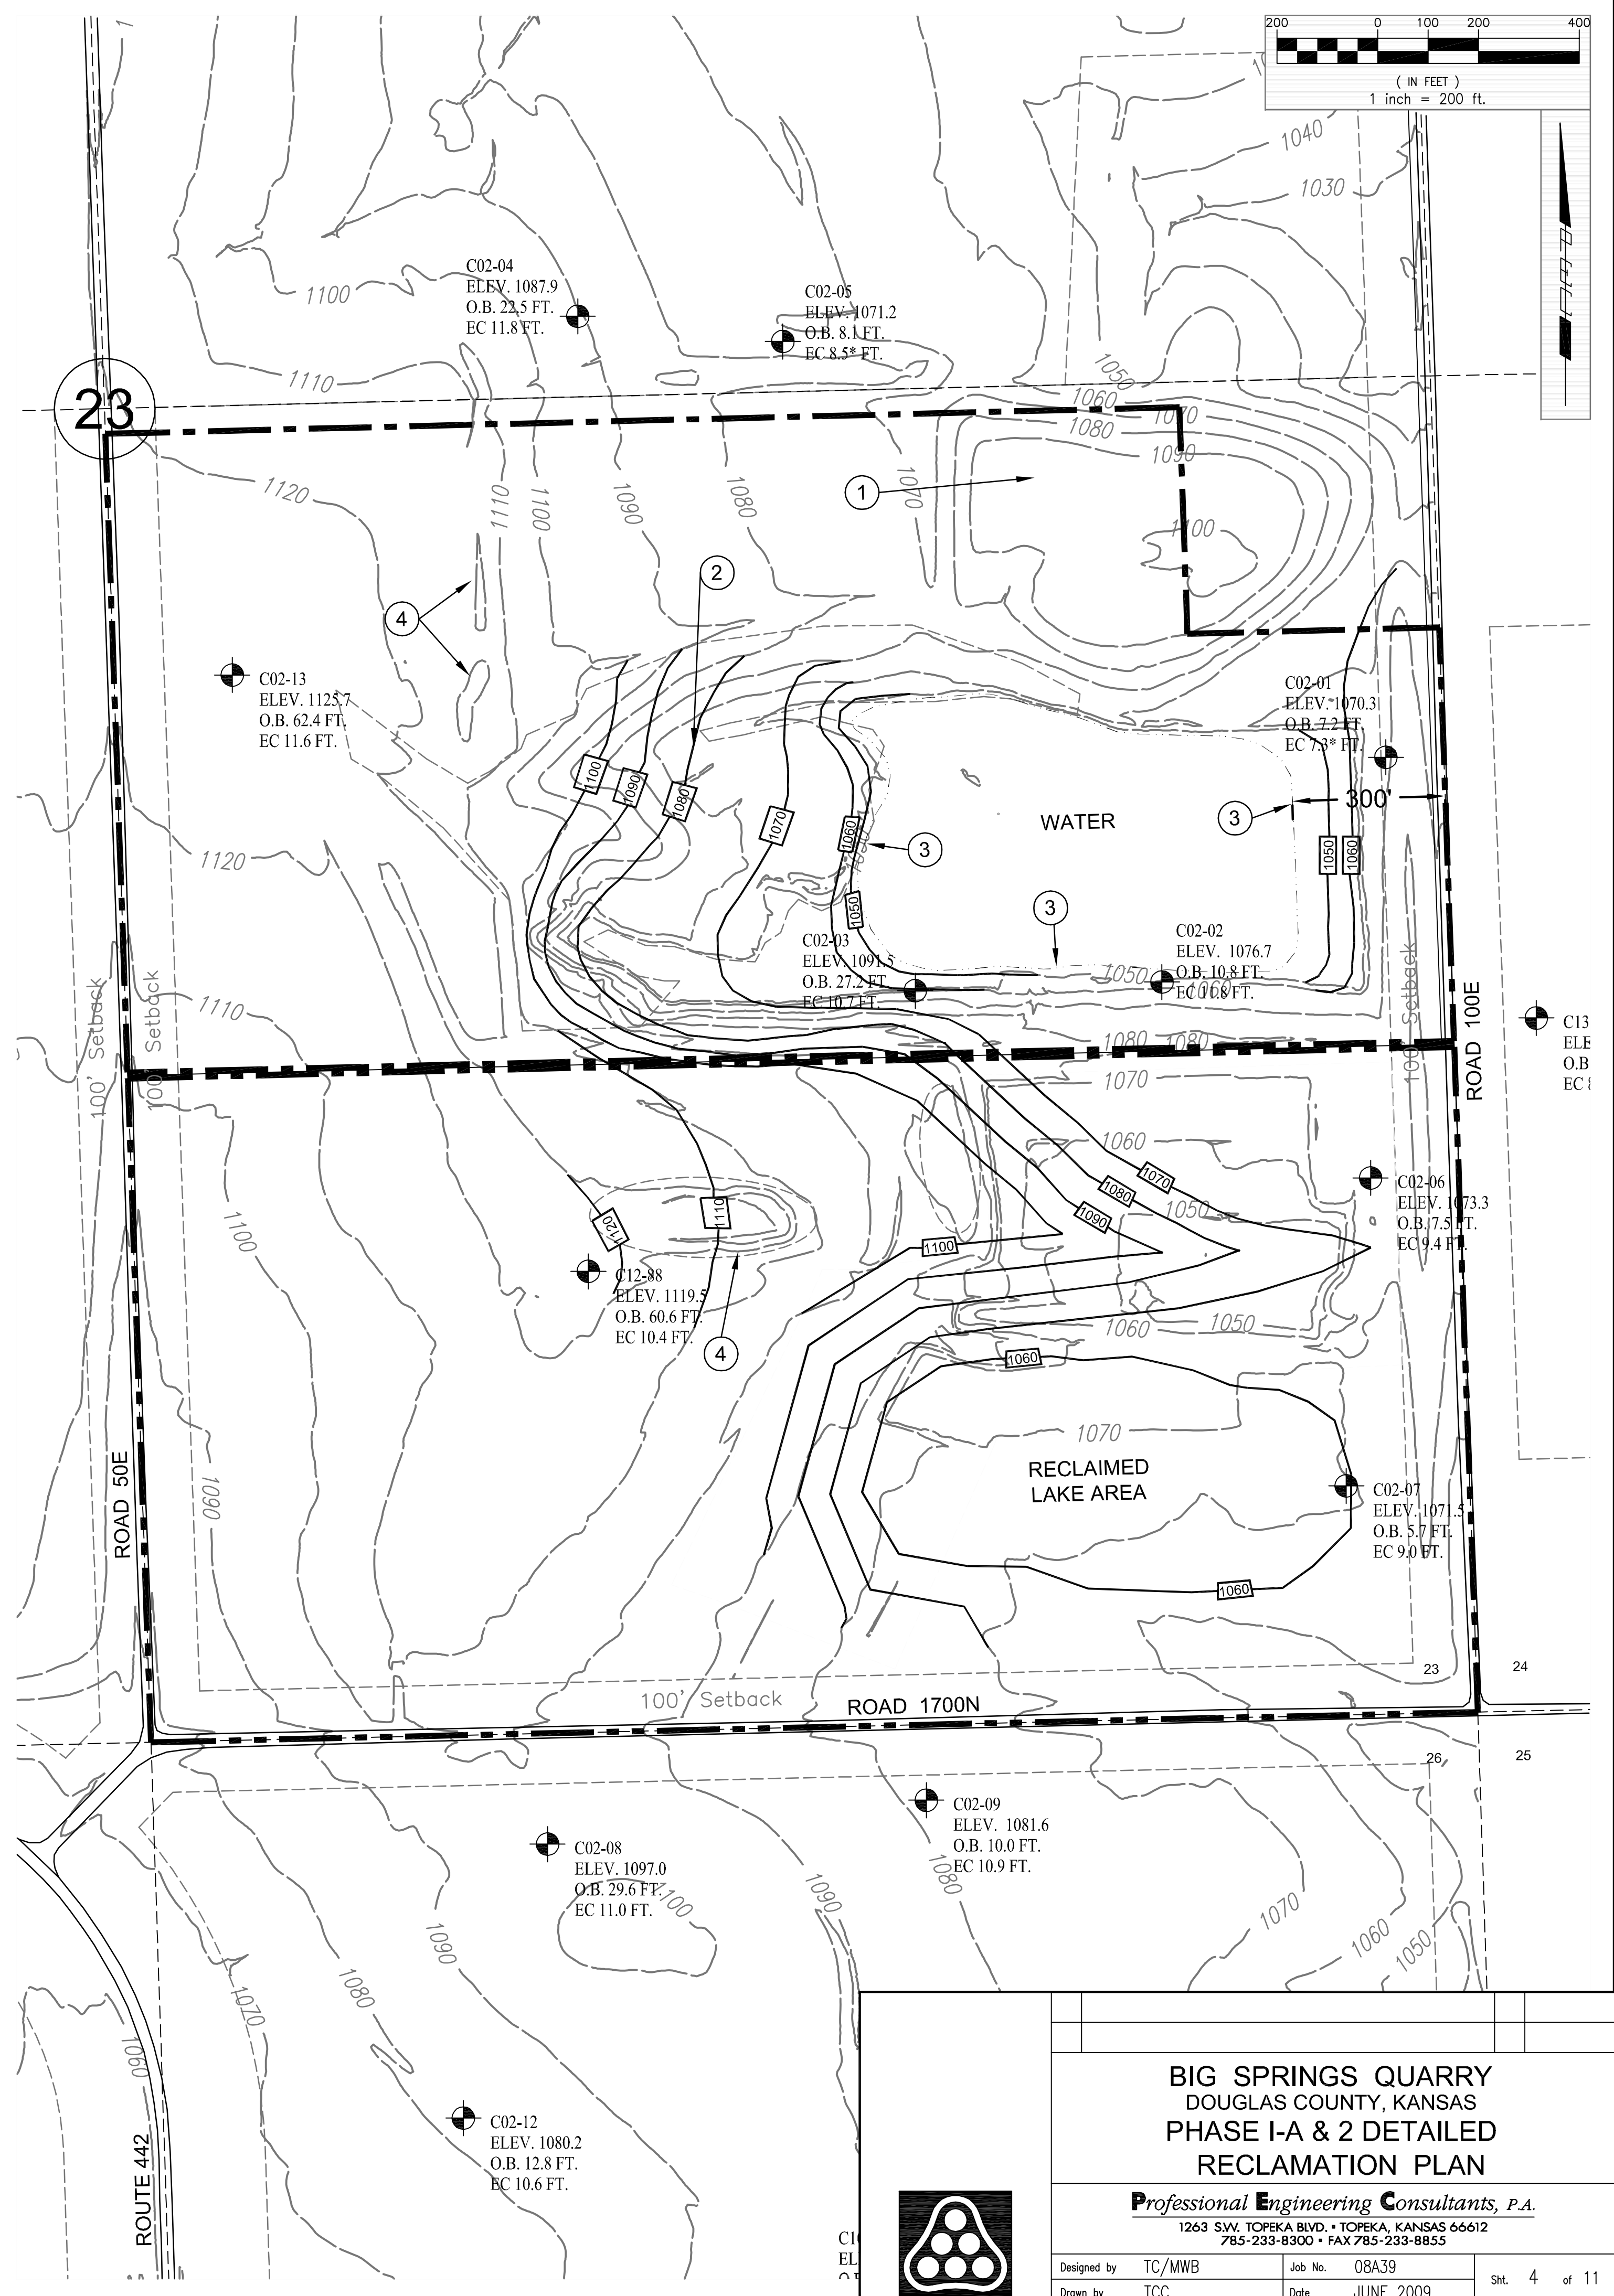 200 0 100 200 400
( IN FEET )
1 inch = 200 ft.
1040
1030
1100
1110
C02-04
ELEV. 1087.9
O.B. 22.5 FT.
EC 11.8 FT.
C02-05
ELEV. 1071.2
O.B. 8.1 FT.
EC 8.5* FT.
1050
1060
1070
1080
1090
23
1120
1110
1100
1090
1080
1070
1
1100
2
4
C02-13
ELEV. 1125.7
O.B. 62.4 FT.
EC 11.6 FT.
C02-01
ELEV. 1070.3
O.B. 7.2 FT.
EC 7.3* FT.
1100
1090
1080
1070
1060
1050
WATER
3
300'
3
1050
1060
1120
3
C02-03
ELEV. 1091.5
O.B. 27.2 FT.
EC 10.7 FT.
C02-02
ELEV. 1076.7
O.B. 10.8 FT.
EC 11.8 FT.
1050
1060
1110
100' Setback
100' Setback
100' Setback
ROAD 100E
1080 1080
1070
1060
C13
ELE
O.B
EC
1070
1080
1090
1050
C02-06
ELEV. 1073.3
O.B. 7.5 FT.
EC 9.4 FT.
1100
1120
1110
1100
C12-88
ELEV. 1119.5
O.B. 60.6 FT.
EC 10.4 FT.
4
1060
1050
1060
1070
RECLAIMED
LAKE AREA
C02-07
ELEV. 1071.5
O.B. 5.7 FT.
EC 9.0 FT.
1060
1090
ROAD 50E
23 24
100' Setback
ROAD 1700N
26 25
C02-09
ELEV. 1081.6
O.B. 10.0 FT.
EC 10.9 FT.
C02-08
ELEV. 1097.0
O.B. 29.6 FT.
EC 11.0 FT.
1100
1090
1080
1070
1060
1050
1090
1080
1070
1060
C02-12
ELEV. 1080.2
O.B. 12.8 FT.
EC 10.6 FT.
ROUTE 442
BIG SPRINGS QUARRY
DOUGLAS COUNTY, KANSAS
PHASE I-A & 2 DETAILED
RECLAMATION PLAN
Professional Engineering Consultants, P.A.
1263 S.W. TOPEKA BLVD. ▪ TOPEKA, KANSAS 66612
785-233-8300 ▪ FAX 785-233-8855
Designed by TC/MWB Job No. 08A39
Sht. 4 of 11
Drawn by TCC Date JUNE 2009